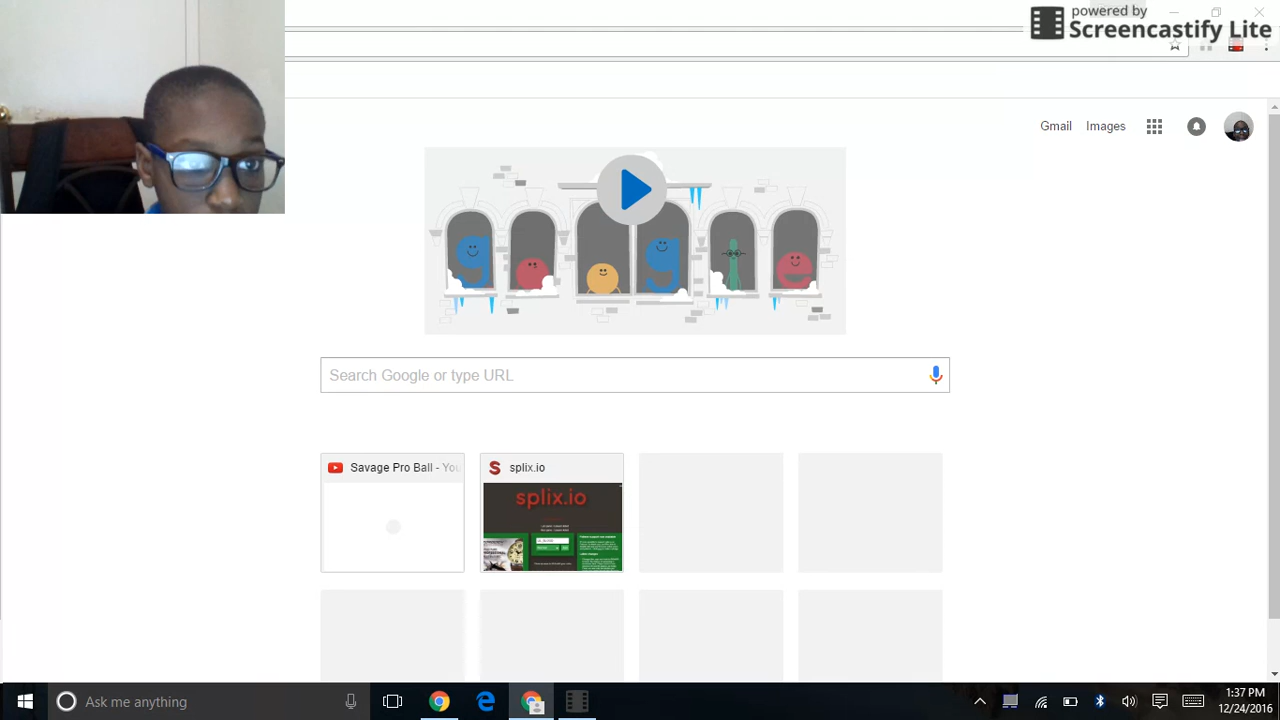 powered by
Screencastify Lite
Gmail Images
Search Google or type URL
Savage Pro Ball - You
splix.io
splix.io
Ask me anything
1:37 PM
12/24/2016